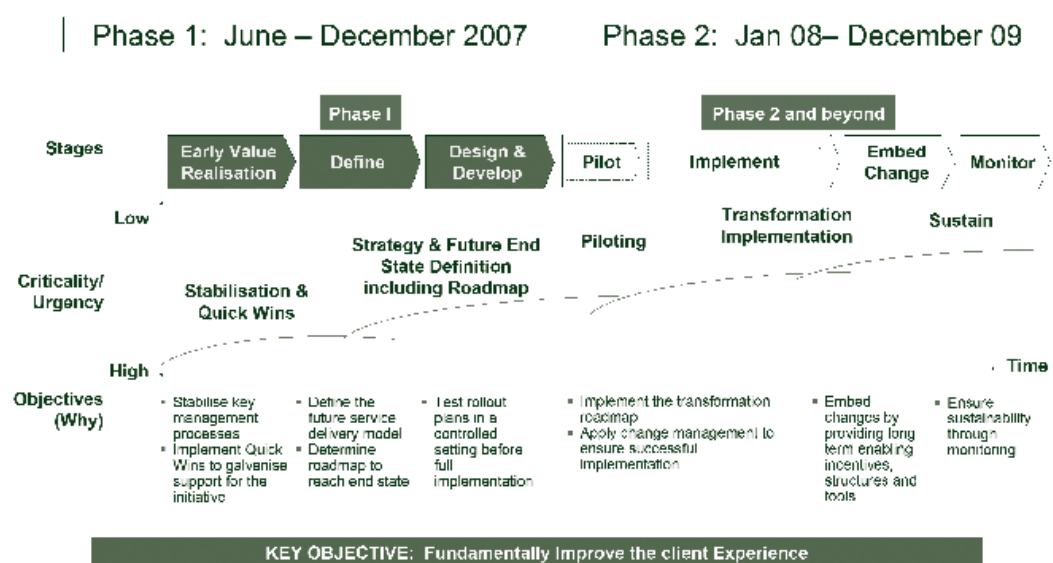 Phase 1: June – December 2007
Phase 2: Jan 08– December 09
Phase I
Phase 2 and beyond
Stages
Early Value
Realisation
Define
Design &
Develop
Pilot
Implement
Embed
Change
Monitor
Low
Criticality/
Urgency
High
Stabilisation &
Quick Wins
Strategy & Future End
State Definition
including Roadmap
Piloting
Transformation
Implementation
Sustain
Time
Objectives
(Why)
▪ Stabilise key
management
processes
▪ Implement Quick
Wins to galvenise
support for the
initiative
▪ Define the
future service
delivery model
▪ Determine
roadmap to
reach end state
▪ Test rollout
plans in a
controlled
setting before
full
implementation
▪ Implement the transformation
roadmap
▪ Apply change management to
ensure successful
implementation
▪ Embed
changes by
providing long
term enabling
incentives,
structures and
tools
▪ Ensure
sustainability
through
monitoring
KEY OBJECTIVE: Fundamentally Improve the client Experience